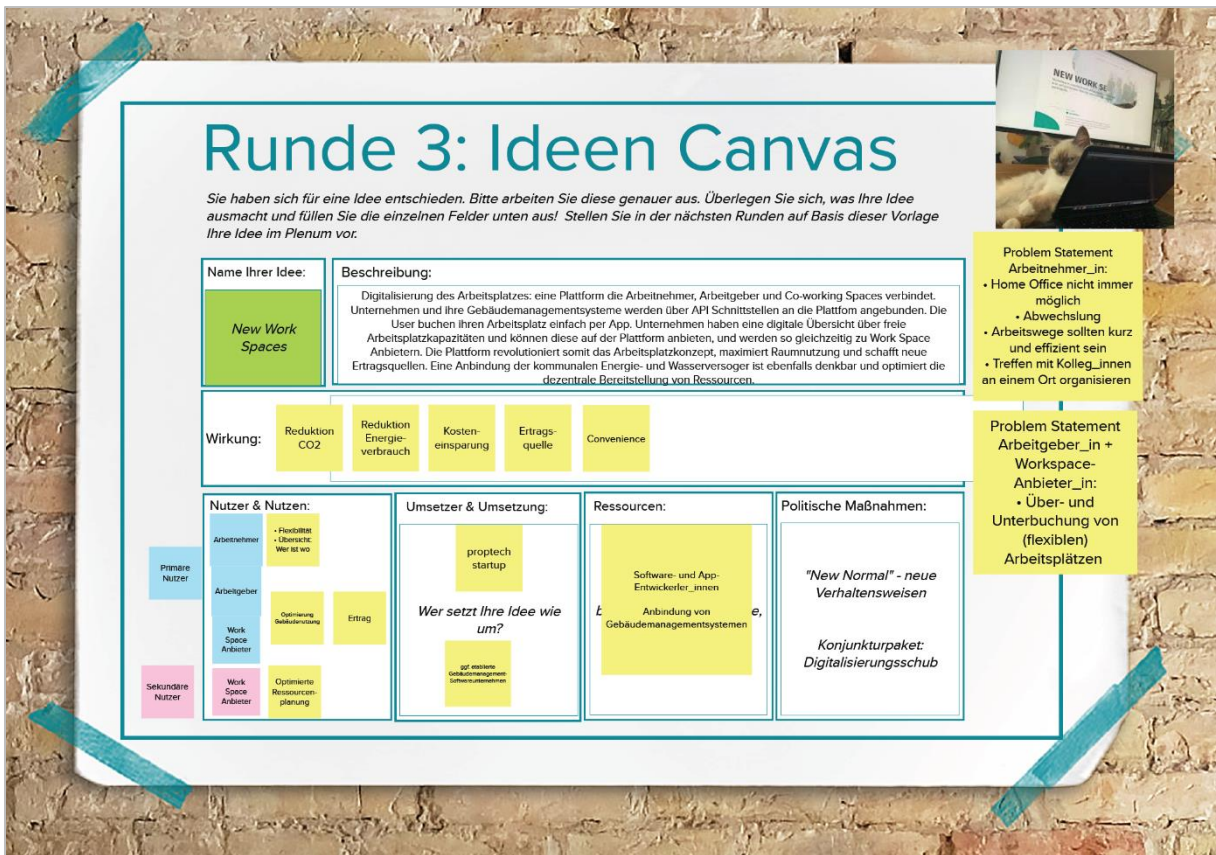 NEW WORK SE
Runde 3: Ideen Canvas
Sie haben sich für eine Idee entschieden. Bitte arbeiten Sie diese genauer aus. Überlegen Sie sich, was Ihre Idee
ausmacht und füllen Sie die einzelnen Felder unten aus! Stellen Sie in der nächsten Runden auf Basis dieser Vorlage
Ihre Idee im Plenum vor.
Name Ihrer Idee:
New Work
Spaces
Beschreibung:
Digitalisierung des Arbeitsplatzes: eine Plattform die Arbeitnehmer, Arbeitgeber und Co-working Spaces verbindet.
Unternehmen und ihre Gebäudemanagementsysteme werden über API Schnittstellen an die Plattfom angebunden. Die
User buchen ihren Arbeitsplatz einfach per App. Unternehmen haben eine digitale Übersicht über freie
Arbeitsplatzkapazitäten und können diese auf der Plattform anbieten, und werden so gleichzeitig zu Work Space
Anbietern. Die Plattform revolutioniert somit das Arbeitsplatzkonzept, maximiert Raumnutzung und schafft neue
Ertragsquellen. Eine Anbindung der kommunalen Energie- und Wasserversoger ist ebenfalls denkbar und optimiert die
dezentrale Bereitstellung von Ressourcen.
Problem Statement
Arbeitnehmer_in:
• Home Office nicht immer
möglich
• Abwechslung
• Arbeitswege sollten kurz
und effizient sein
• Treffen mit Kolleg_innen
an einem Ort organisieren
Wirkung:
Reduktion
CO2
Reduktion
Energie-
verbrauch
Kosten-
einsparung
Ertrags-
quelle
Convenience
Problem Statement
Arbeitgeber_in +
Workspace-
Anbieter_in:
• Über- und
Unterbuchung von
(flexiblen)
Arbeitsplätzen
Nutzer & Nutzen:
Primäre
Nutzer
Arbeitnehmer
• Flexibilität
• Übersicht:
Wer ist wo
Arbeitgeber
Work
Space
Anbieter
Optimierung
Gebäudenutzung
Ertrag
Sekundäre
Nutzer
Work
Space
Anbieter
Optimierte
Ressourcen-
planung
Umsetzer & Umsetzung:
proptech
startup
Wer setzt Ihre Idee wie
um?
ggf. etablierte
Gebäudemanagement-
Softwareunternehmen
Ressourcen:
Software- und App-
Entwickerler_innen
Anbindung von
Gebäudemanagementsystemen
Politische Maßnahmen:
"New Normal" - neue
Verhaltensweisen
Konjunkturpaket:
Digitalisierungsschub